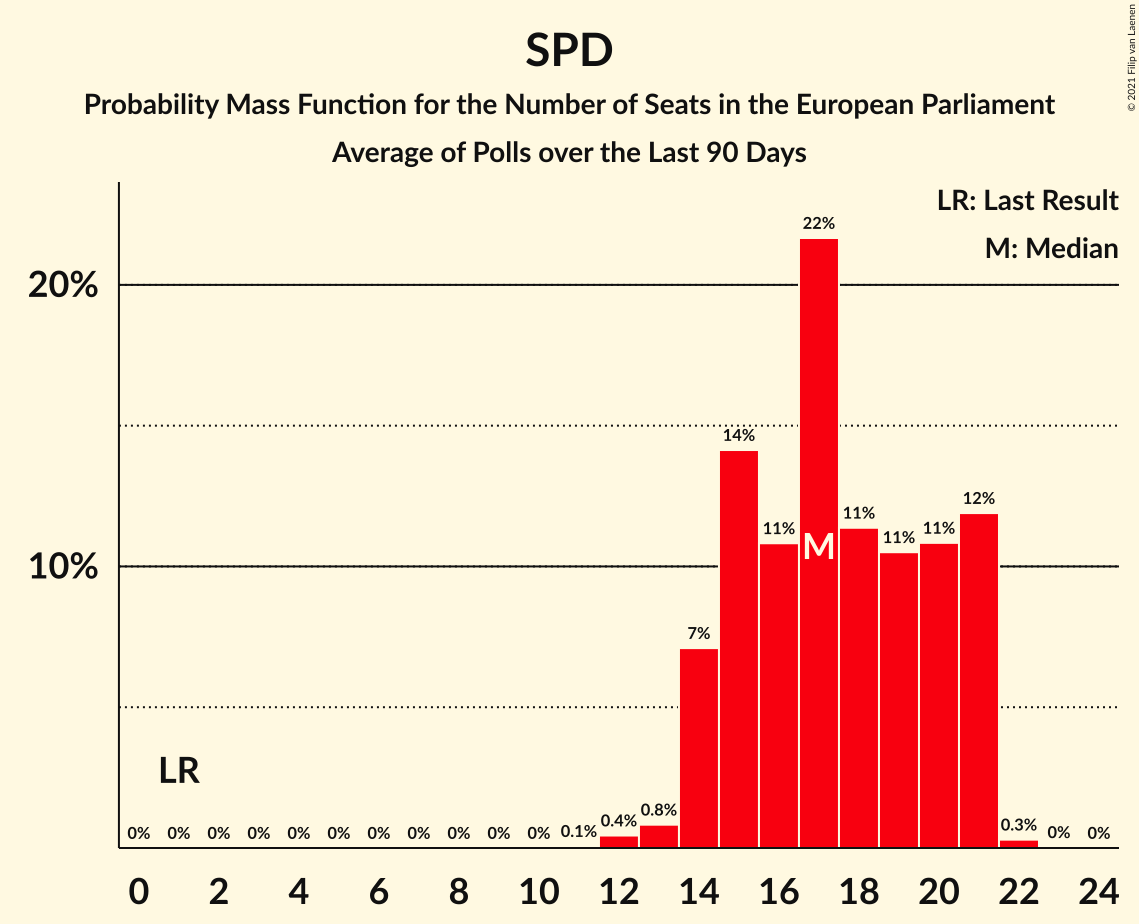 SPD
Probability Mass Function for the Number of Seats in the European Parliament
Average of Polls over the Last 90 Days
© 2021 Filip van Laenen
LR: Last Result
M: Median
20%
10%
22%
14%
11%
11%
11%
11%
12%
7%
M
LR
0% 0% 0% 0% 0% 0% 0% 0% 0% 0% 0% 0.1% 0.4% 0.8% 0.3% 0% 0%
0 2 4 6 8 10 12 14 16 18 20 22 24